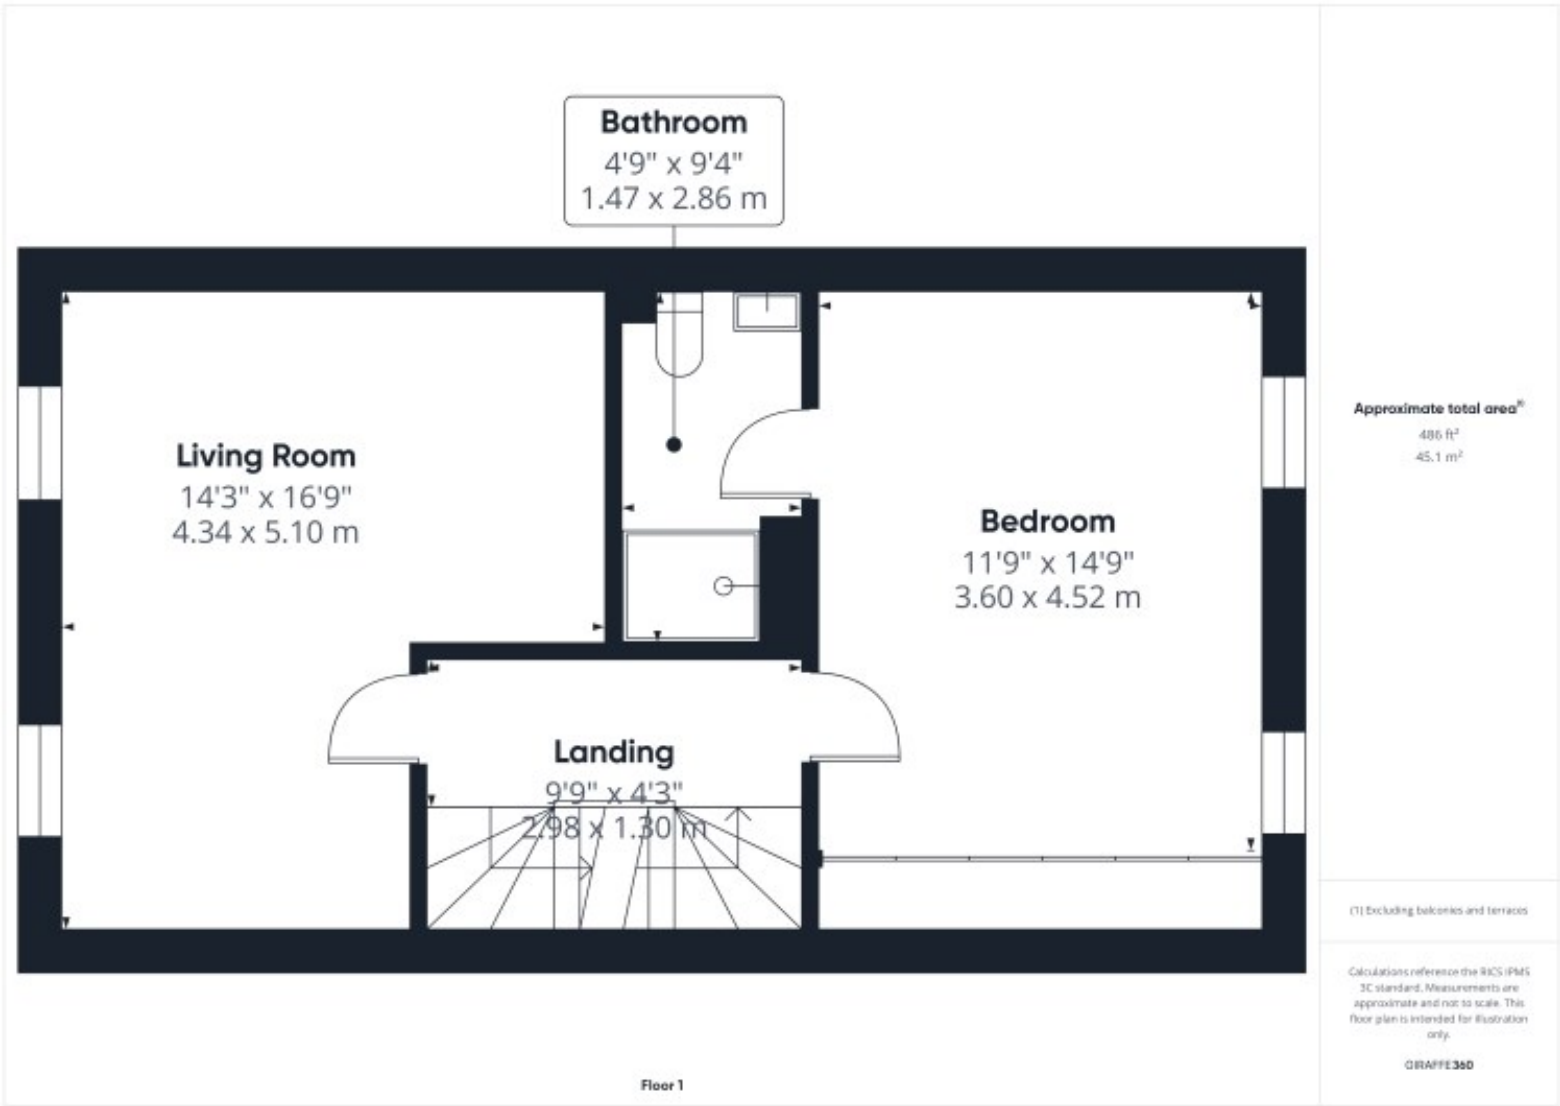 Bathroom
4'9" x 9'4"
1.47 x 2.86 m
Living Room
14'3" x 16'9"
4.34 x 5.10 m
Bedroom
11'9" x 14'9"
3.60 x 4.52 m
Landing
9'9" x 4'3"
2.98 x 1.30 m
Floor 1
Approximate total area⁽¹⁾
486 ft²
45.1 m²
(1) Excluding balconies and terraces
Calculations reference the RICS IPMS
3C standard. Measurements are
approximate and not to scale. This
floor plan is intended for illustration
only.
GIRAFFE360